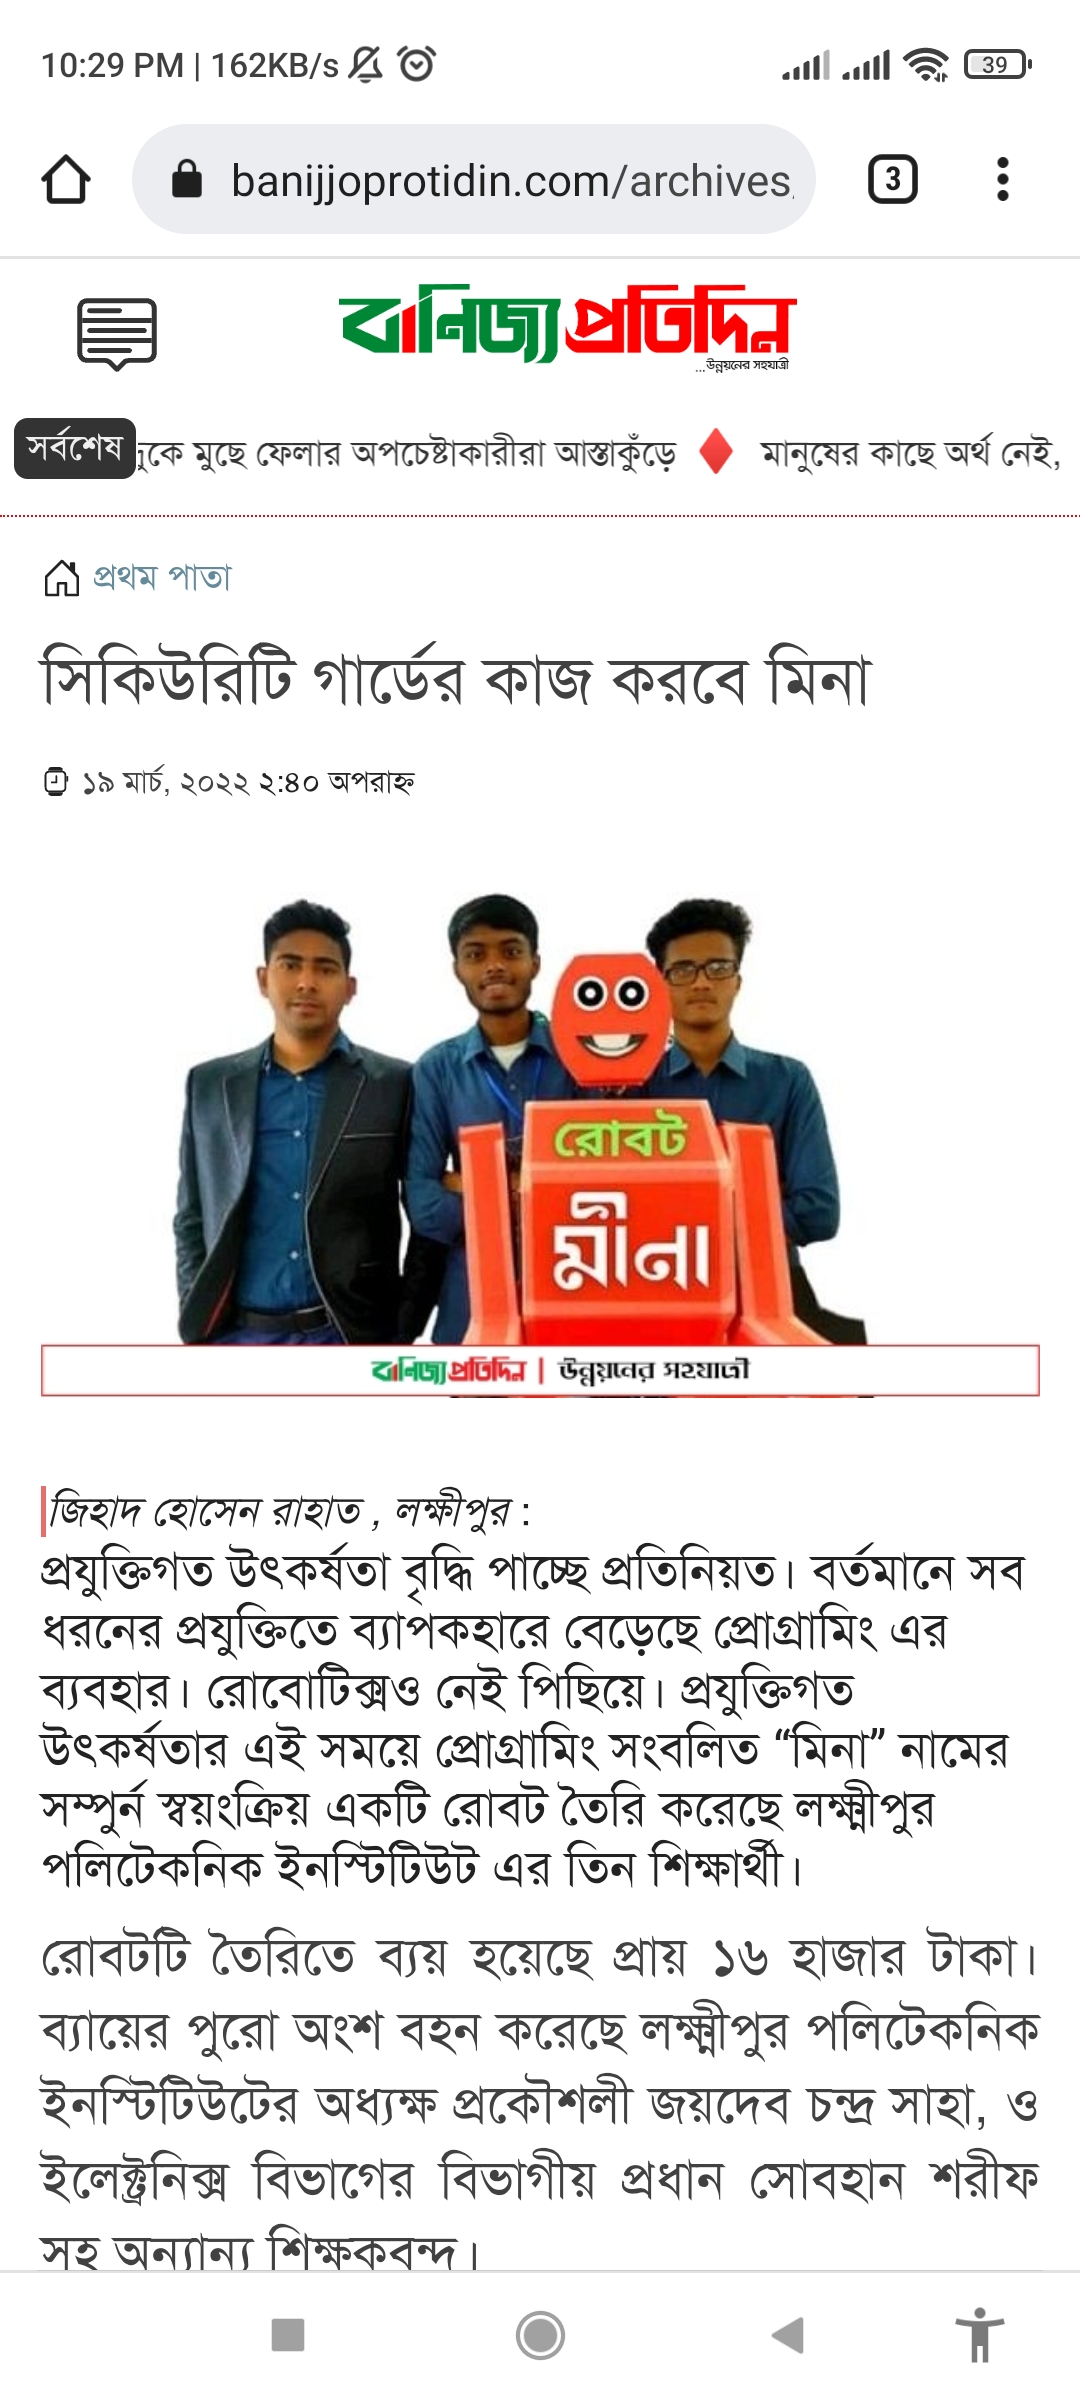 10:29 PM | 162KB/s
39
banijjoprotidin.com/archives
3
বানিজ্য প্রতিদিন
...উন্নয়নের সহযাত্রী
সর্বশেষ
মুছে ফেলার অপচেষ্টাকারীরা আস্তাকুঁড়ে ♦ মানুষের কাছে অর্থ নেই,
প্রথম পাতা
সিকিউরিটি গার্ডের কাজ করবে মিনা
১৯ মার্চ, ২০২২ ২:৪০ অপরাহ্ন
রোবট
মীনা
বানিজ্য প্রতিদিন | উন্নয়নের সহযাত্রী
জিহাদ হোসেন রাহাত , লক্ষীপুর :
প্রযুক্তিগত উৎকর্ষতা বৃদ্ধি পাচ্ছে প্রতিনিয়ত। বর্তমানে সব
ধরনের প্রযুক্তিতে ব্যাপকহারে বেড়েছে প্রোগ্রামিং এর
ব্যবহার। রোবোটিক্সও নেই পিছিয়ে। প্রযুক্তিগত
উৎকর্ষতার এই সময়ে প্রোগ্রামিং সংবলিত “মিনা” নামের
সম্পুর্ন স্বয়ংক্রিয় একটি রোবট তৈরি করেছে লক্ষ্মীপুর
পলিটেকনিক ইনস্টিটিউট এর তিন শিক্ষার্থী।
রোবটটি তৈরিতে ব্যয় হয়েছে প্রায় ১৬ হাজার টাকা।
ব্যায়ের পুরো অংশ বহন করেছে লক্ষ্মীপুর পলিটেকনিক
ইনস্টিটিউটের অধ্যক্ষ প্রকৌশলী জয়দেব চন্দ্র সাহা, ও
ইলেক্ট্রনিক্স বিভাগের বিভাগীয় প্রধান সোবহান শরীফ
সহ অন্যান্য শিক্ষকবৃন্দ।